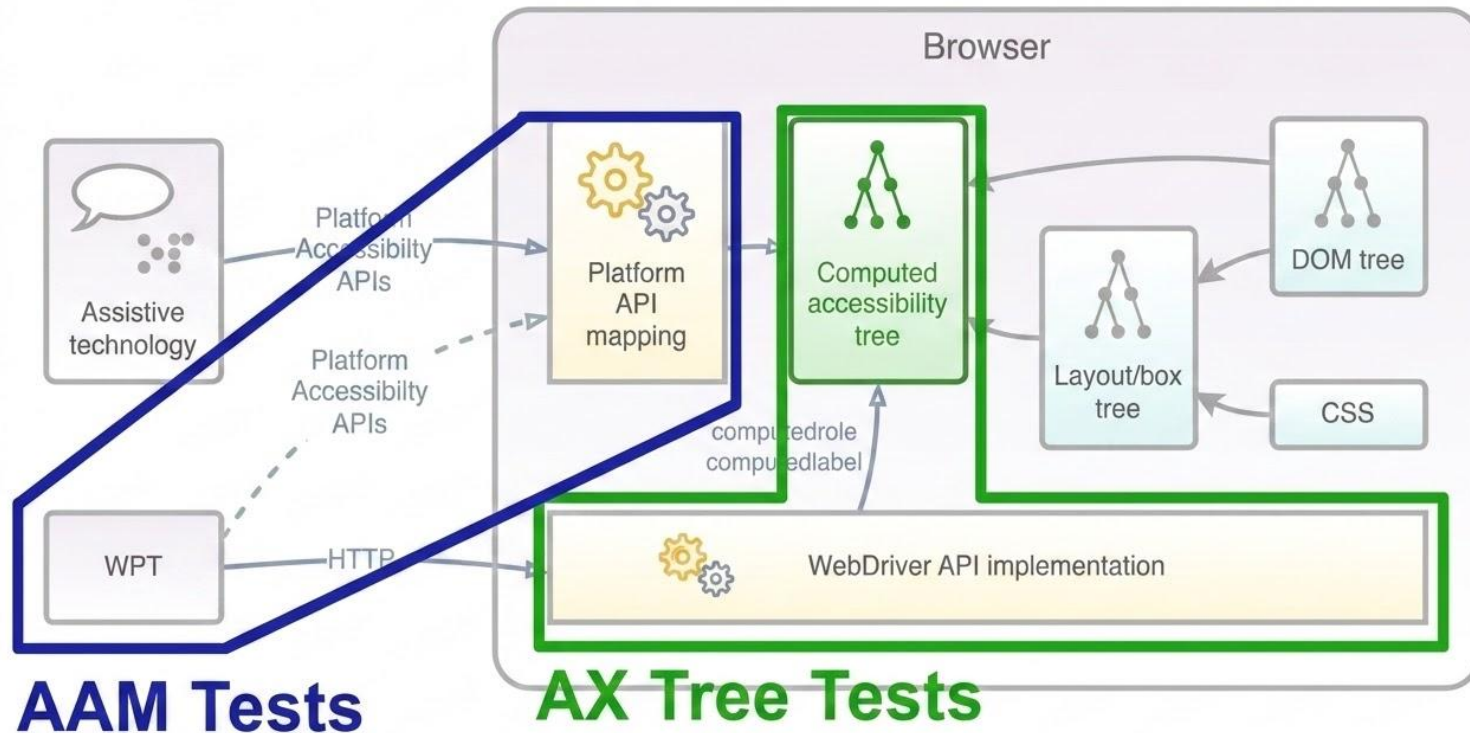 Browser
Platform
Accessibilty
APIs
Assistive
technology
Platform
API
mapping
Computed
accessibility
tree
DOM tree
Layout/box
tree
CSS
Platform
Accessibilty
APIs
computedrole
computedlabel
WPT
HTTP
WebDriver API implementation
AAM Tests
AX Tree Tests